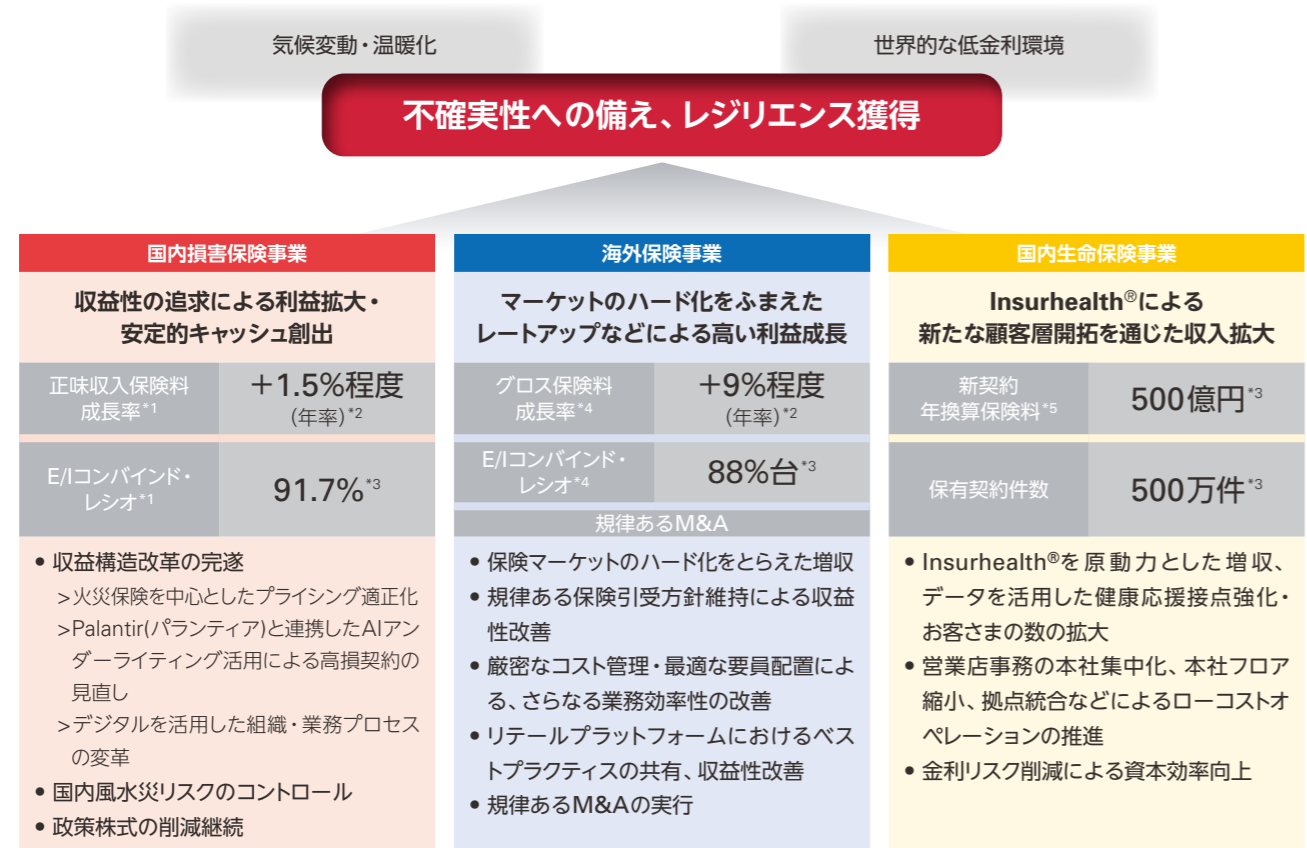 気候変動・温暖化
世界的な低金利環境
不確実性への備え、レジリエンス獲得
国内損害保険事業
収益性の追求による利益拡大・
安定的キャッシュ創出
正味収入保険料
成長率*1
+1.5%程度
(年率)*2
E/Iコンバインド・
レシオ*1
91.7%*3
• 収益構造改革の完遂
>火災保険を中心としたプライシング適正化
>Palantir(パランティア)と連携したAIアン
ダーライティング活用による高損契約の
見直し
>デジタルを活用した組織・業務プロセス
の変革
• 国内風水災リスクのコントロール
• 政策株式の削減継続
海外保険事業
マーケットのハード化をふまえた
レートアップなどによる高い利益成長
グロス保険料
成長率*4
+9%程度
(年率)*2
E/Iコンバインド・
レシオ*4
88%台*3
規律あるM&A
• 保険マーケットのハード化をとらえた増収
• 規律ある保険引受方針維持による収益
性改善
• 厳密なコスト管理・最適な要員配置によ
る、さらなる業務効率性の改善
• リテールプラットフォームにおけるベス
トプラクティスの共有、収益性改善
• 規律あるM&Aの実行
国内生命保険事業
Insurhealth®による
新たな顧客層開拓を通じた収入拡大
新契約
年換算保険料*5
500億円*3
保有契約件数
500万件*3
• Insurhealth®を原動力とした増収、
データを活用した健康応援接点強化・
お客さまの数の拡大
• 営業店事務の本社集中化、本社フロア
縮小、拠点統合などによるローコストオ
ペレーションの推進
• 金利リスク削減による資本効率向上